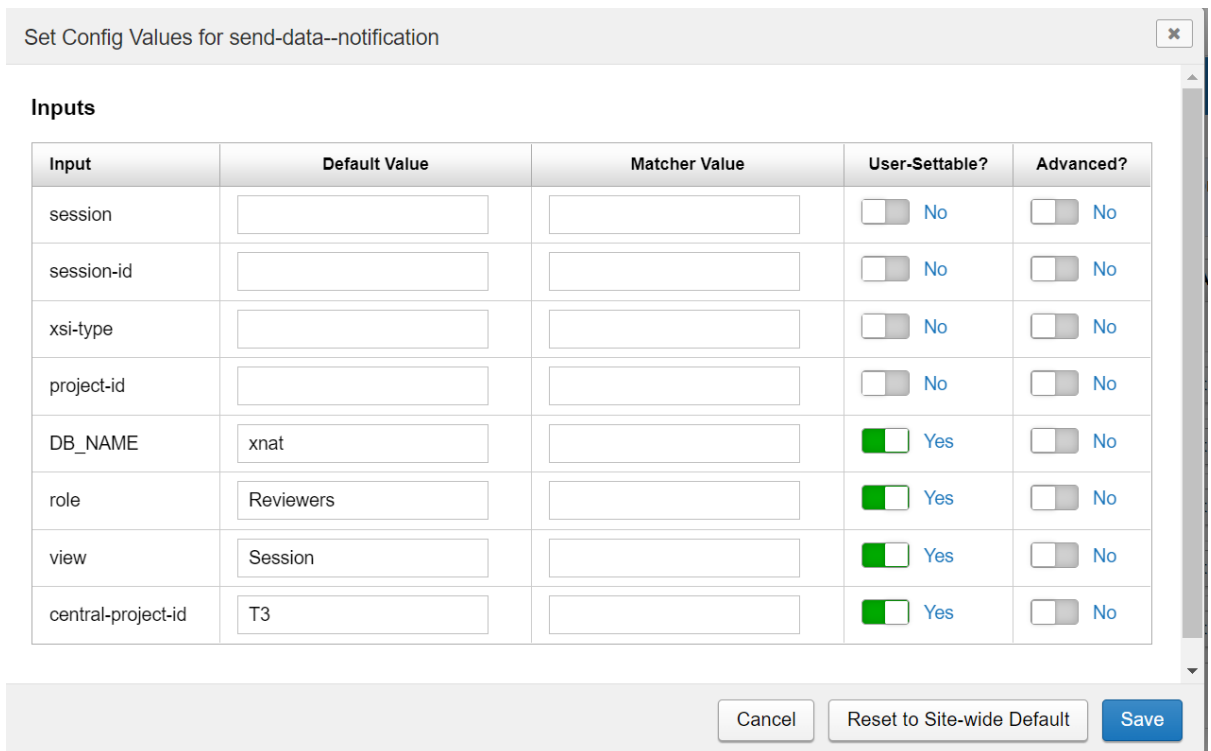 Set Config Values for send-data--notification
Inputs
Input Default Value Matcher Value User-Settable? Advanced?
session No No
session-id No No
xsi-type No No
project-id No No
DB_NAME xnat Yes No
role Reviewers Yes No
view Session Yes No
central-project-id T3 Yes No
Cancel Reset to Site-wide Default Save